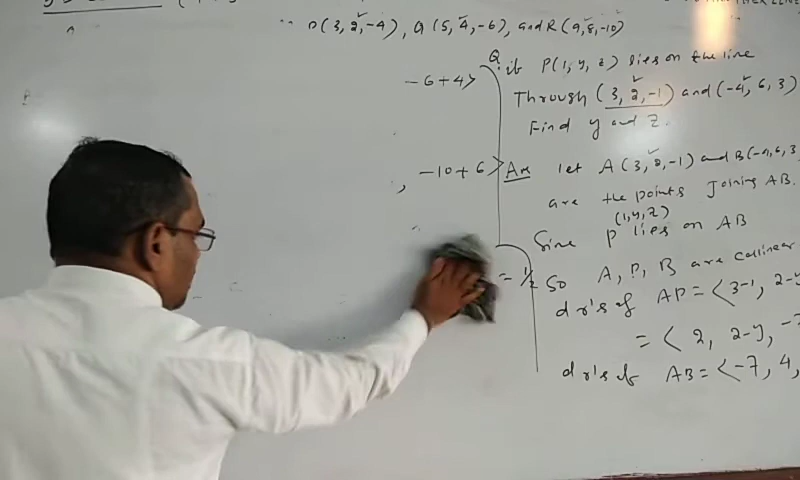 P(3, 2, -4), Q(5, 4, -6), and R(9, 8, -10)
-6+4>
, -10+6>
= -1/2
Q. if P(1, y, z) lies on the line
Through (3, 2, -1) and (-4, 6, 3)
Find y and z.
Ans let A(3, 2, -1) and B(-4, 6, 3)
are the points joining AB.
(1, y, z)
Sine P lies on AB
So A, P, B are collinear
dr's of AP = <3-1, 2-y
= < 2, 2-y, -
dr's of AB = <-7, 4,